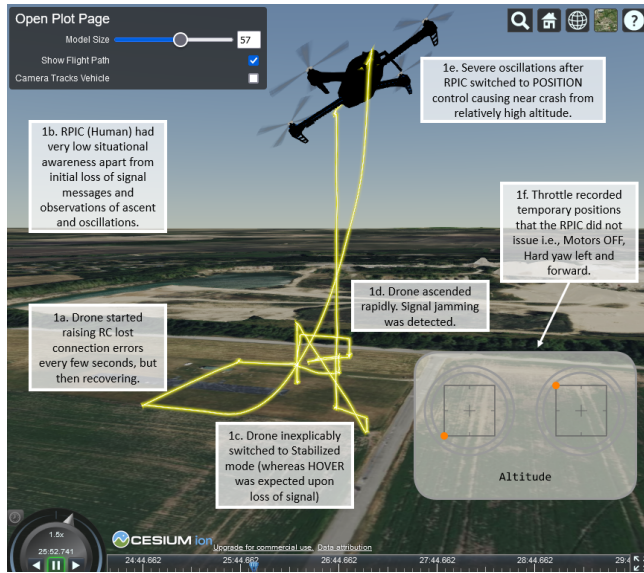 Open Plot Page
Model Size
57
Show Flight Path
Camera Tracks Vehicle
1e. Severe oscillations after
RPIC switched to POSITION
control causing near crash from
relatively high altitude.
1b. RPIC (Human) had
very low situational
awareness apart from
initial loss of signal
messages and
observations of ascent
and oscillations.
1f. Throttle recorded
temporary positions
that the RPIC did not
issue i.e., Motors OFF,
Hard yaw left and
forward.
1d. Drone ascended
rapidly. Signal jamming
was detected.
1a. Drone started
raising RC lost
connection errors
every few seconds, but
then recovering.
1c. Drone inexplicably
switched to Stabilized
mode (whereas HOVER
was expected upon
loss of signal)
Altitude
1.5x
25:52.741
CESIUM ion
Upgrade for commercial use. Data attribution
24:44.662 25:44.662 26:44.662 27:44.662 28:44.662 29:4